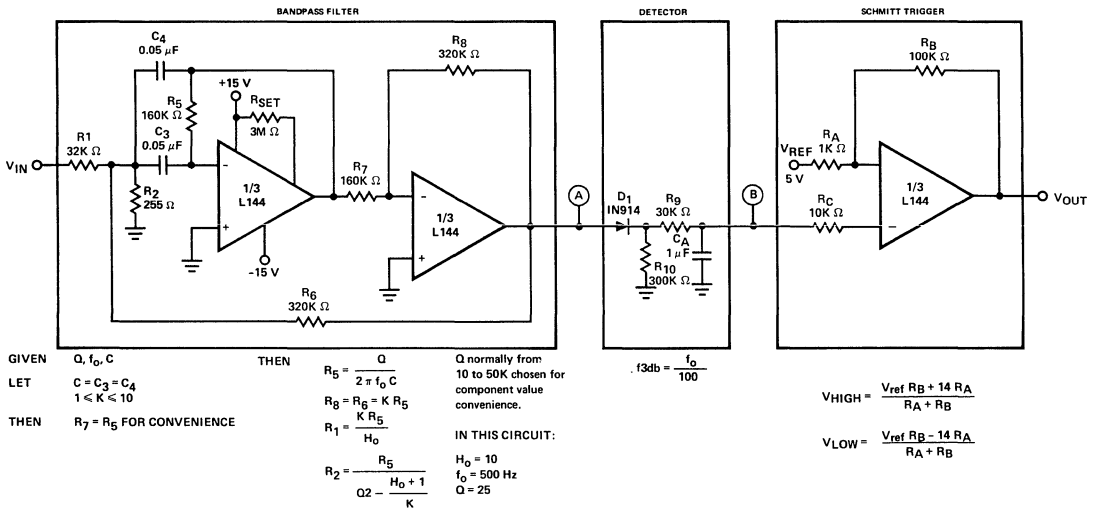 BANDPASS FILTER
DETECTOR
SCHMITT TRIGGER
C4
0.05 µF
R8
320K Ω
RB
100K Ω
+15 V
RSET
3M Ω
R5
160K Ω
C3
0.05 µF
R1
32K Ω
VIN
R2
255 Ω
−
+
1/3
L144
−15 V
R7
160K Ω
−
+
1/3
L144
A
D1
IN914
R9
30K Ω
CA
1 µF
R10
300K Ω
B
RA
1K Ω
VREF
5 V
RC
10K Ω
+
−
1/3
L144
VOUT
R6
320K Ω
GIVEN Q, fo, C
LET C = C3 = C4
1 ≤ K ≤ 10
THEN R7 = R5 FOR CONVENIENCE
THEN
R5 = Q / 2 π fo C
R8 = R6 = K R5
R1 = K R5 / Ho
R2 = R5 / Q2 − Ho + 1 / K
Q normally from
10 to 50K chosen for
component value
convenience.
IN THIS CIRCUIT:
Ho = 10
fo = 500 Hz
Q = 25
f3db = fo / 100
VHIGH = Vref RB + 14 RA / RA + RB
VLOW = Vref RB − 14 RA / RA + RB